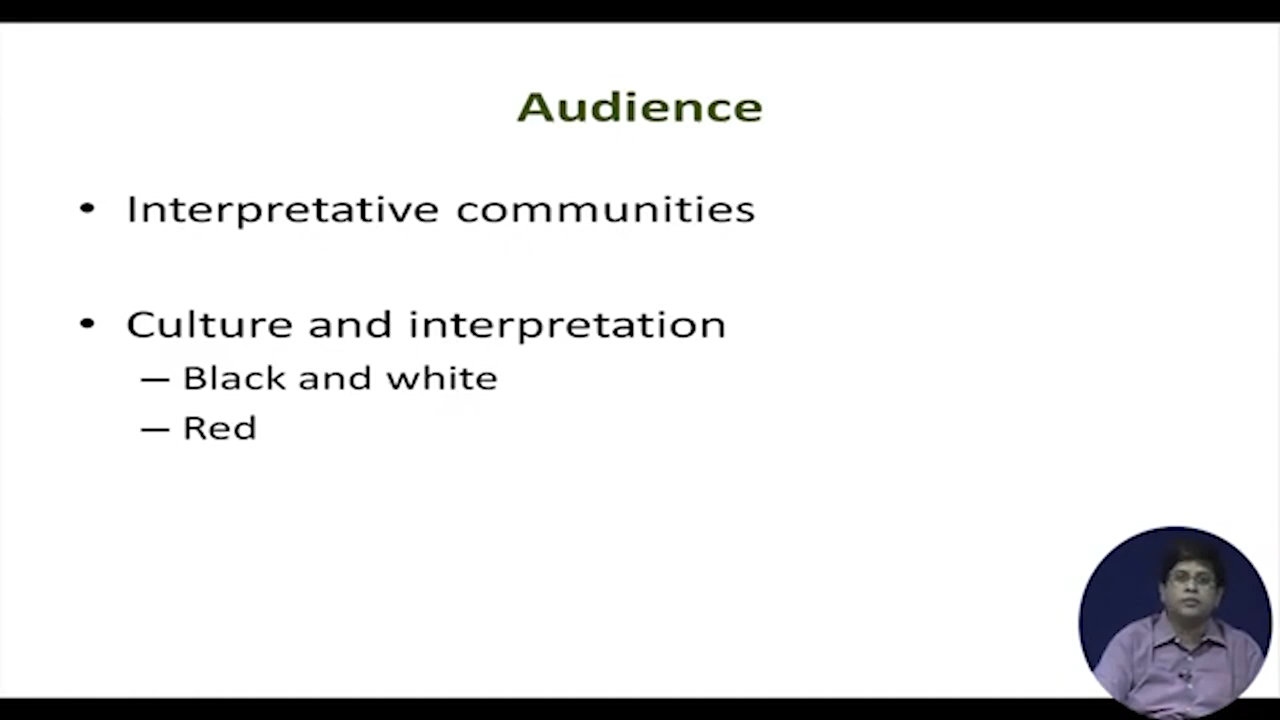 Audience
• Interpretative communities
• Culture and interpretation
– Black and white
– Red